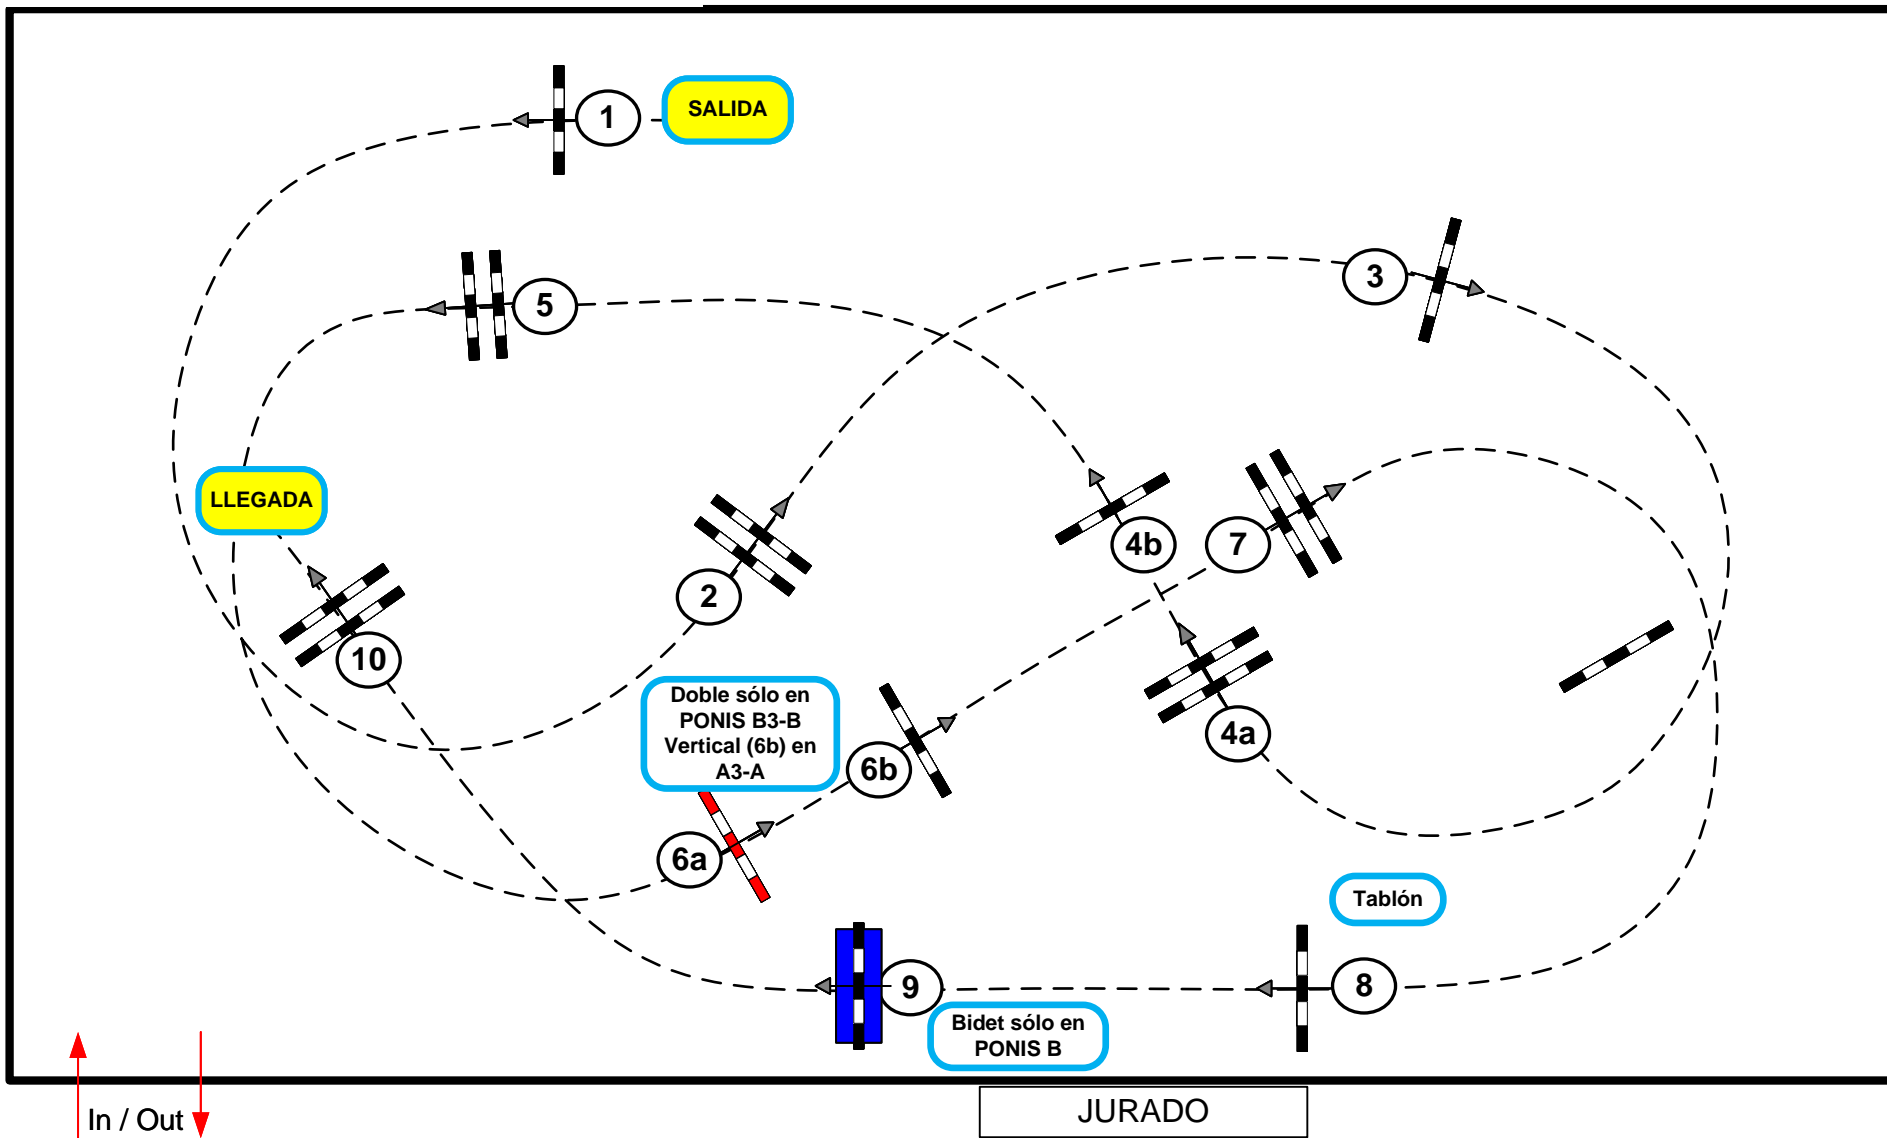 1
SALIDA
3
5
LLEGADA
4b
7
2
10
Doble sólo en
PONIS B3-B
Vertical (6b) en
A3-A
4a
6b
6a
Tablón
9
8
Bidet sólo en
PONIS B
In / Out
JURADO